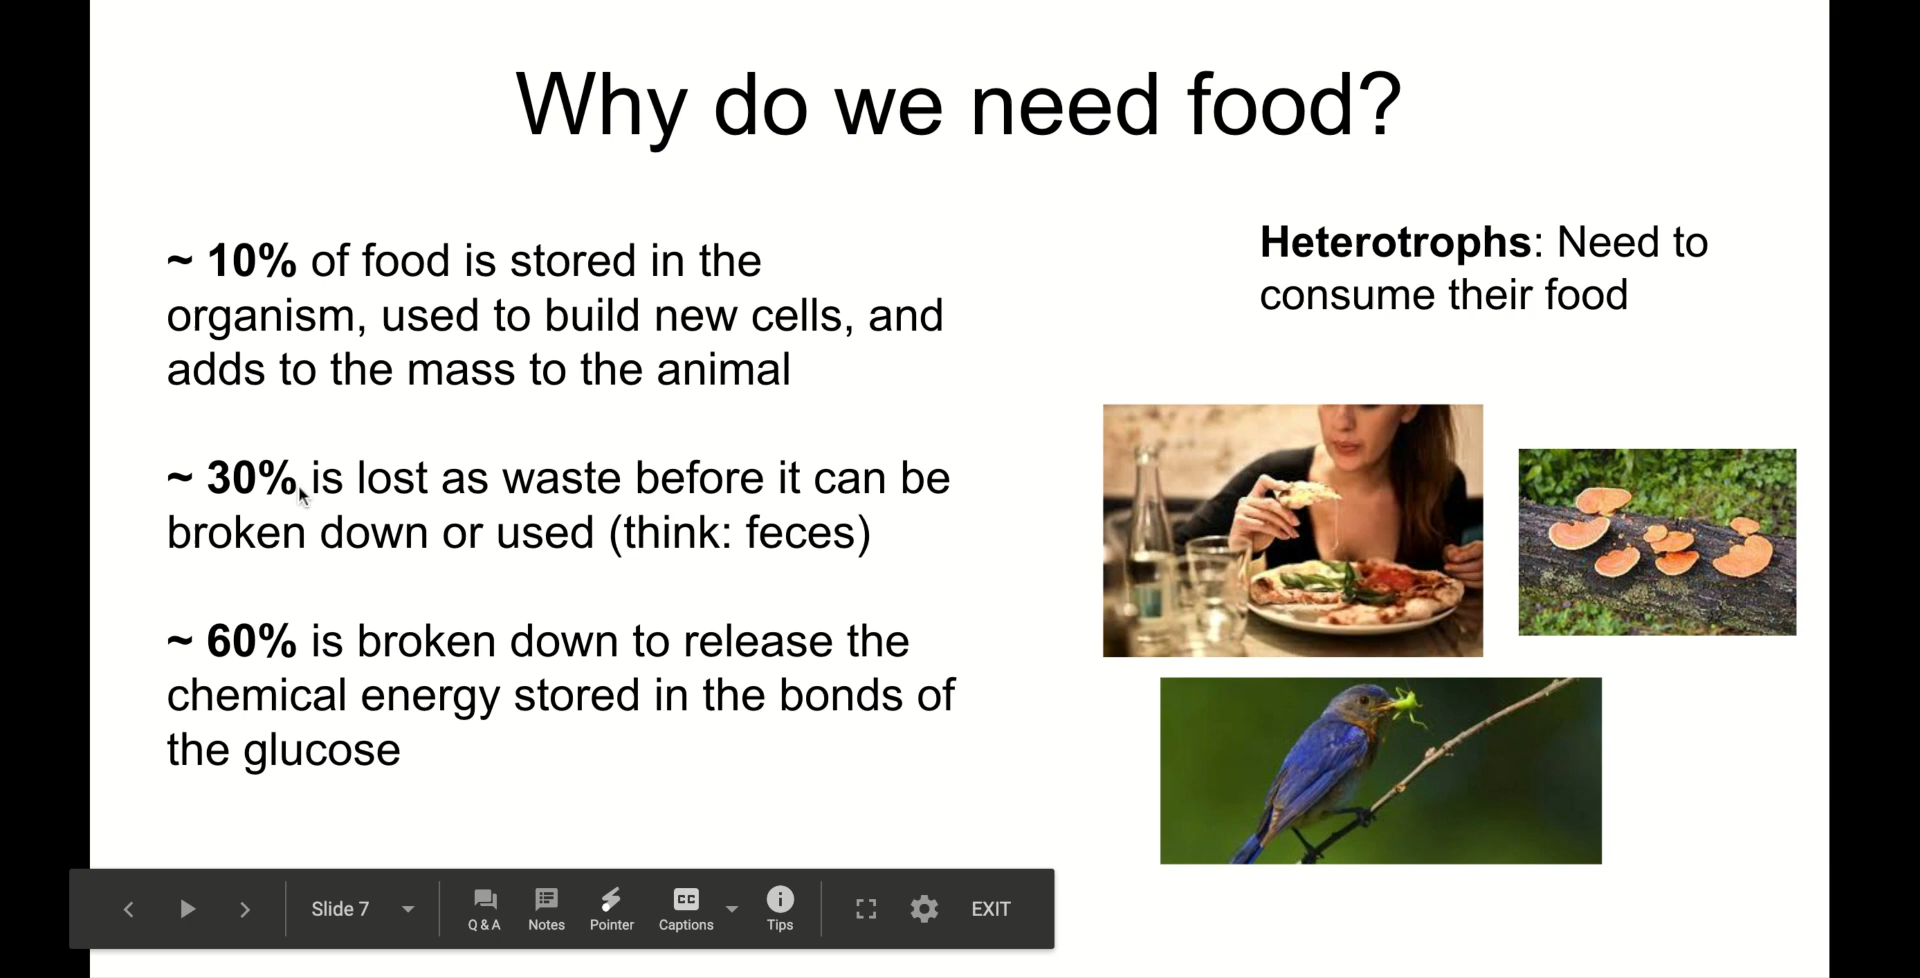 Why do we need food?
~ 10% of food is stored in the
organism, used to build new cells, and
adds to the mass to the animal
~ 30% is lost as waste before it can be
broken down or used (think: feces)
~ 60% is broken down to release the
chemical energy stored in the bonds of
the glucose
Heterotrophs: Need to
consume their food
Slide 7
Q & A
Notes
Pointer
CC
Captions
Tips
EXIT